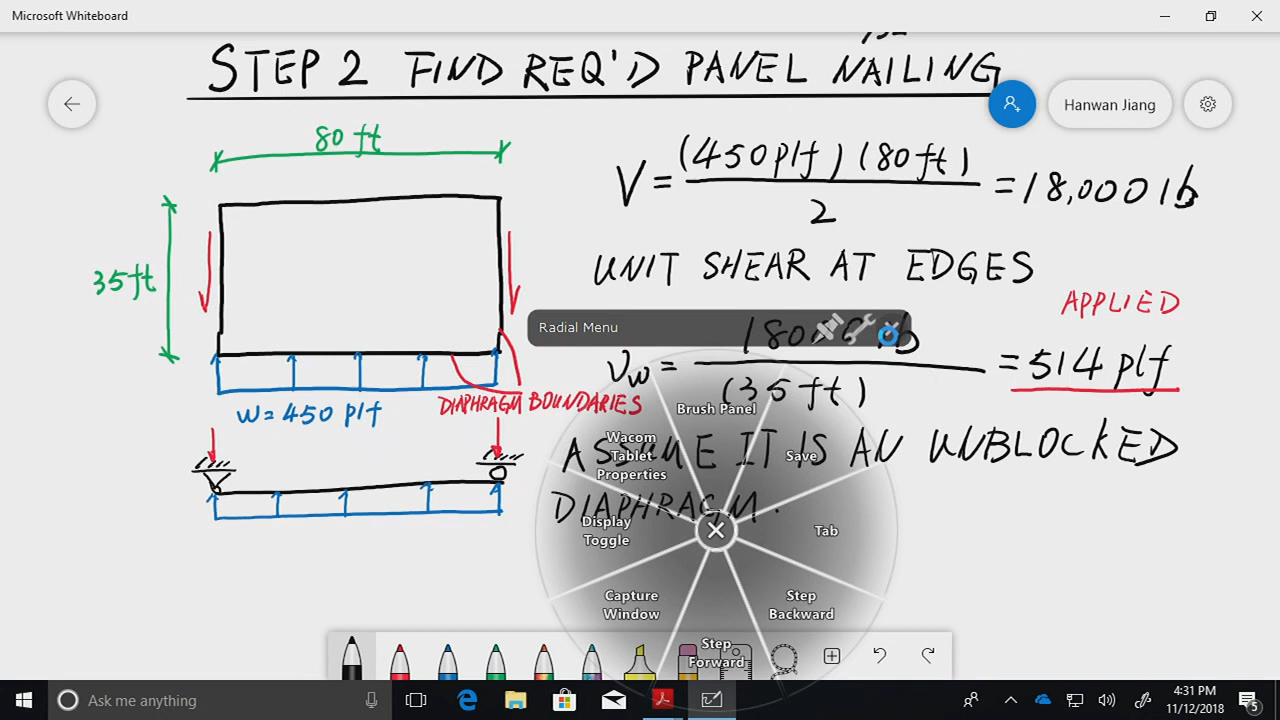 Microsoft Whiteboard
STEP 2 FIND REQ'D PANEL NAILING
Hanwan Jiang
80 ft
35 ft
V = (450 plf) (80 ft) / 2 = 18,000 lb
UNIT SHEAR AT EDGES
APPLIED
Radial Menu
= 514 plf
(35 ft)
w = 450 plf
DIAPHRAGM BOUNDARIES
ASSUME IT IS AN UNBLOCKED
DIAPHRAGM.
Brush Panel
Wacom
Tablet
Properties
Save
Display
Toggle
Tab
Capture
Window
Step
Backward
Step
Forward
Ask me anything
4:31 PM
11/12/2018
5